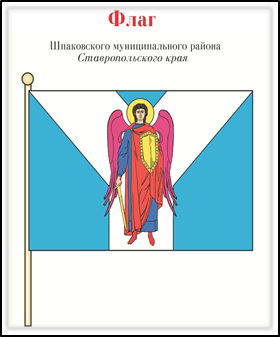 Флаг
Шпаковского муниципального района
Ставропольского края